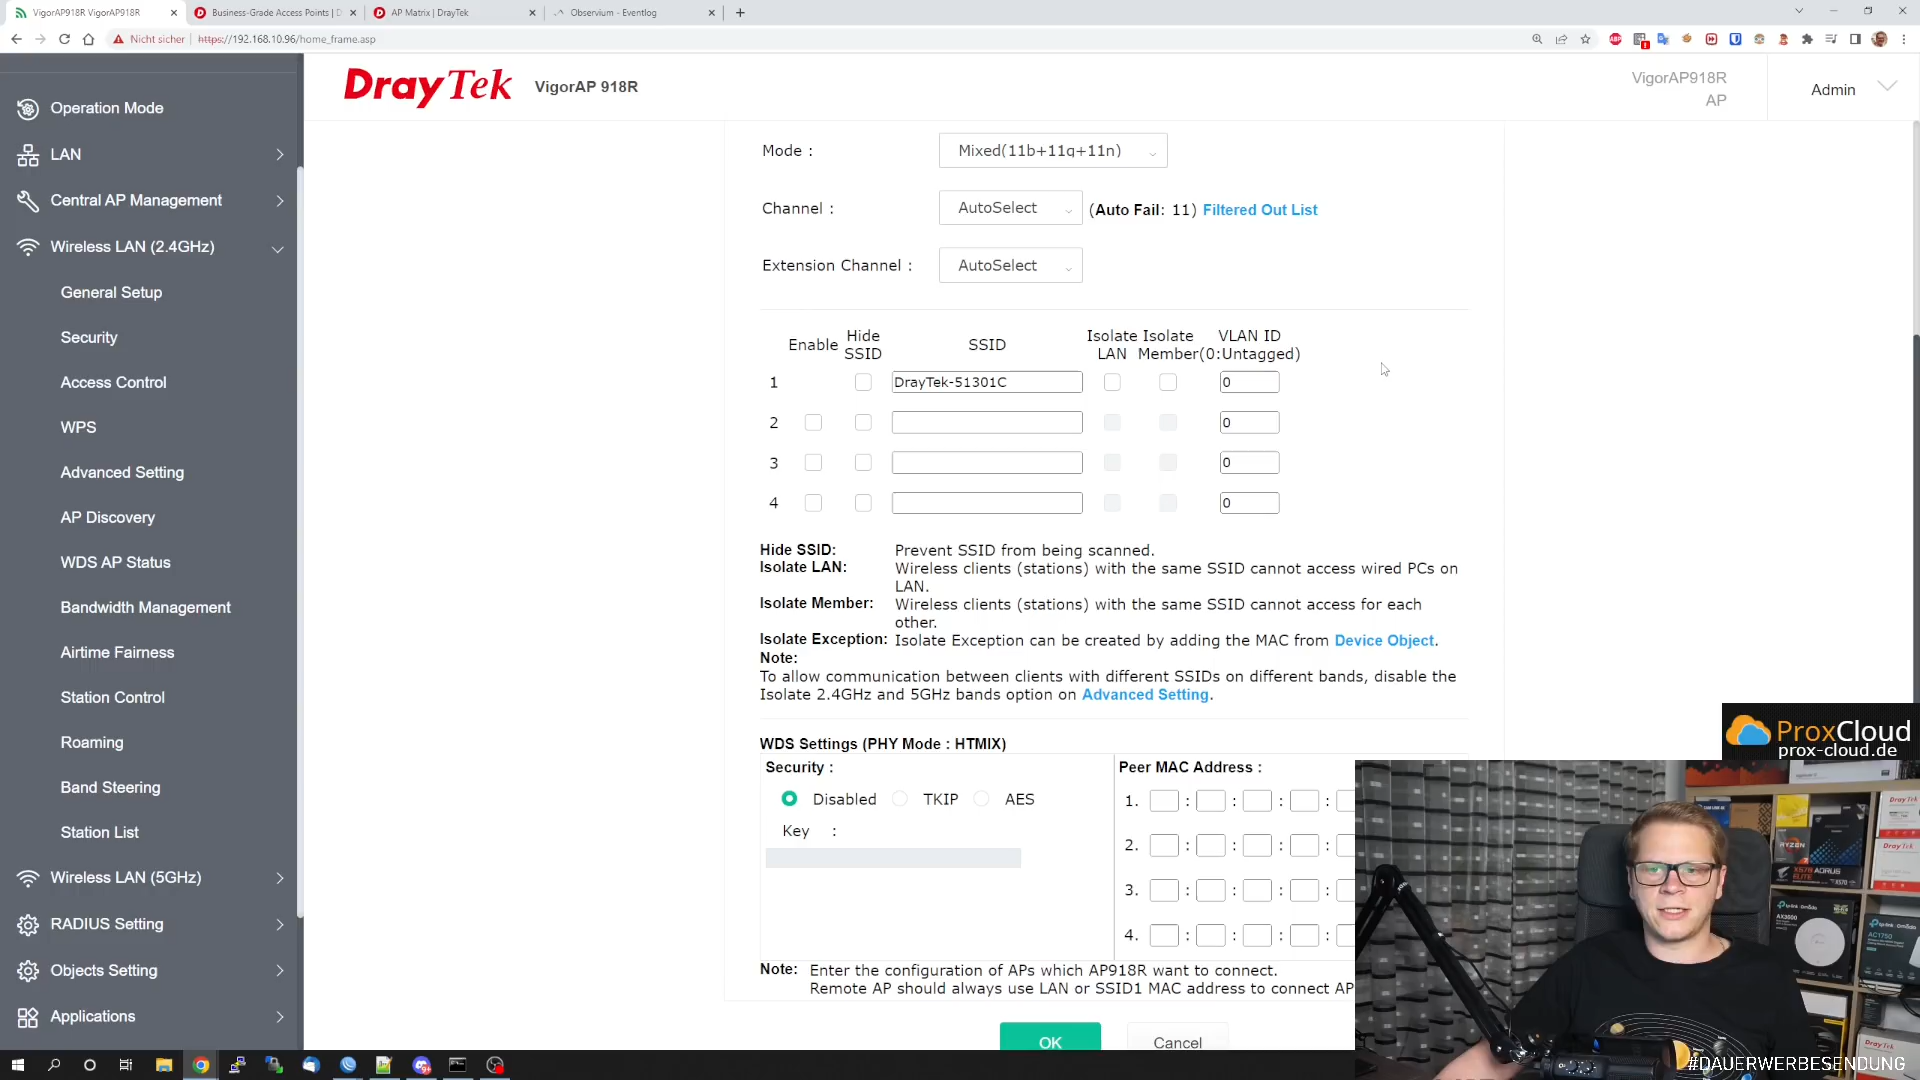 VigorAP918R VigorAP918R
Business-Grade Access Points | D
AP Matrix | DrayTek
Observium - Eventlog
Nicht sicher
https://192.168.10.96/home_frame.asp
Operation Mode
LAN
Central AP Management
Wireless LAN (2.4GHz)
General Setup
Security
Access Control
WPS
Advanced Setting
AP Discovery
WDS AP Status
Bandwidth Management
Airtime Fairness
Station Control
Roaming
Band Steering
Station List
Wireless LAN (5GHz)
RADIUS Setting
Objects Setting
Applications
DrayTek
VigorAP 918R
VigorAP918R
AP
Admin
Mode : Mixed(11b+11g+11n)
Channel : AutoSelect (Auto Fail: 11) Filtered Out List
Extension Channel : AutoSelect
Enable Hide SSID SSID Isolate LAN Isolate Member VLAN ID (0:Untagged)
1 DrayTek-51301C 0
2 0
3 0
4 0
Hide SSID: Prevent SSID from being scanned.
Isolate LAN: Wireless clients (stations) with the same SSID cannot access wired PCs on
LAN.
Isolate Member: Wireless clients (stations) with the same SSID cannot access for each
other.
Isolate Exception: Isolate Exception can be created by adding the MAC from Device Object.
Note:
To allow communication between clients with different SSIDs on different bands, disable the
Isolate 2.4GHz and 5GHz bands option on Advanced Setting.
WDS Settings (PHY Mode : HTMIX)
Security :
Disabled TKIP AES
Key :
Peer MAC Address :
1. : : : :
2. : : : :
3. : : : :
4. : : : :
Note: Enter the configuration of APs which AP918R want to connect.
Remote AP should always use LAN or SSID1 MAC address to connect AP
OK
Cancel
ProxCloud
prox-cloud.de
RYZEN
X570 AORUS
AX3000
AC1750
tp-link omada
DrayTek
DrayTek
#DAUERWERBESENDUNG